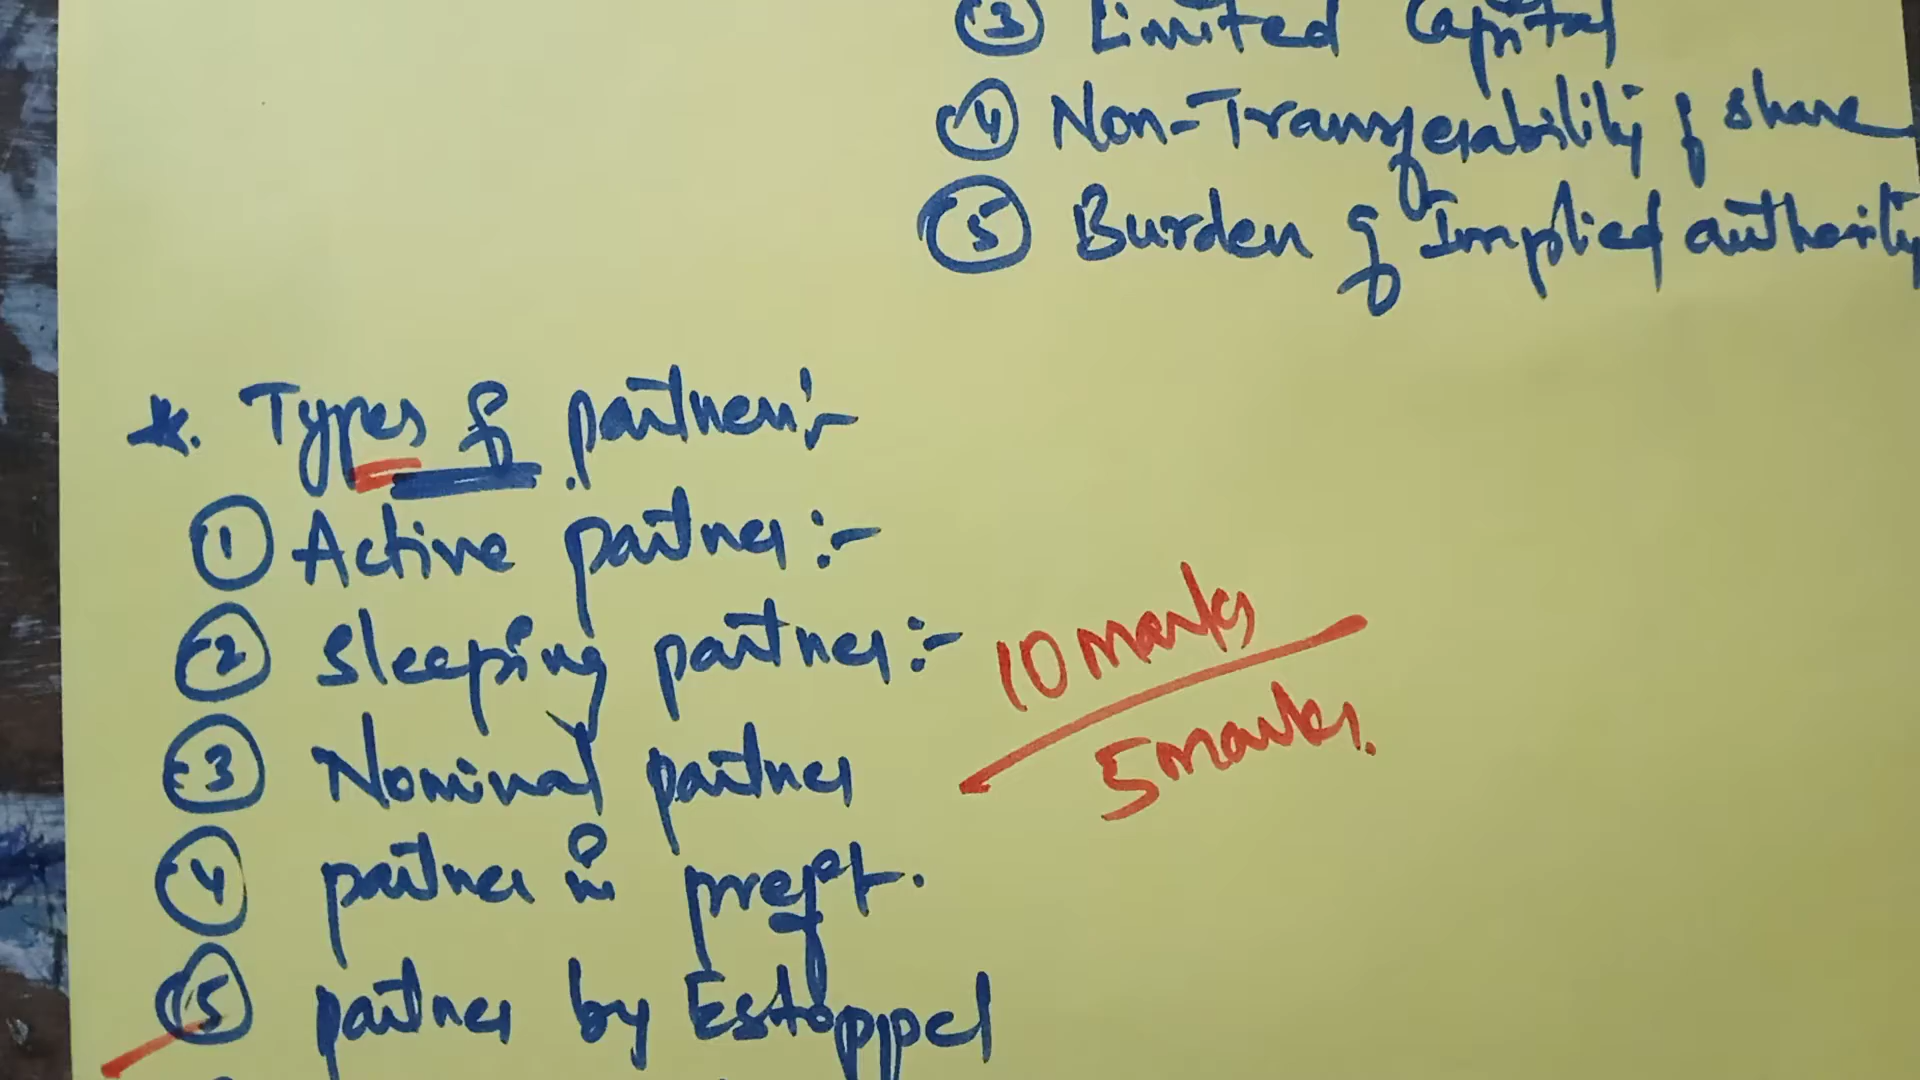 ③ Limited Capital
④ Non-Transferability of share
⑤ Burden of Implied authority
*. Types of partners:-
① Active partner:-
② Sleeping partner:-
10 marks
5 marks.
③ Nominal partner
④ partner in profit.
⑤ partner by Estoppel